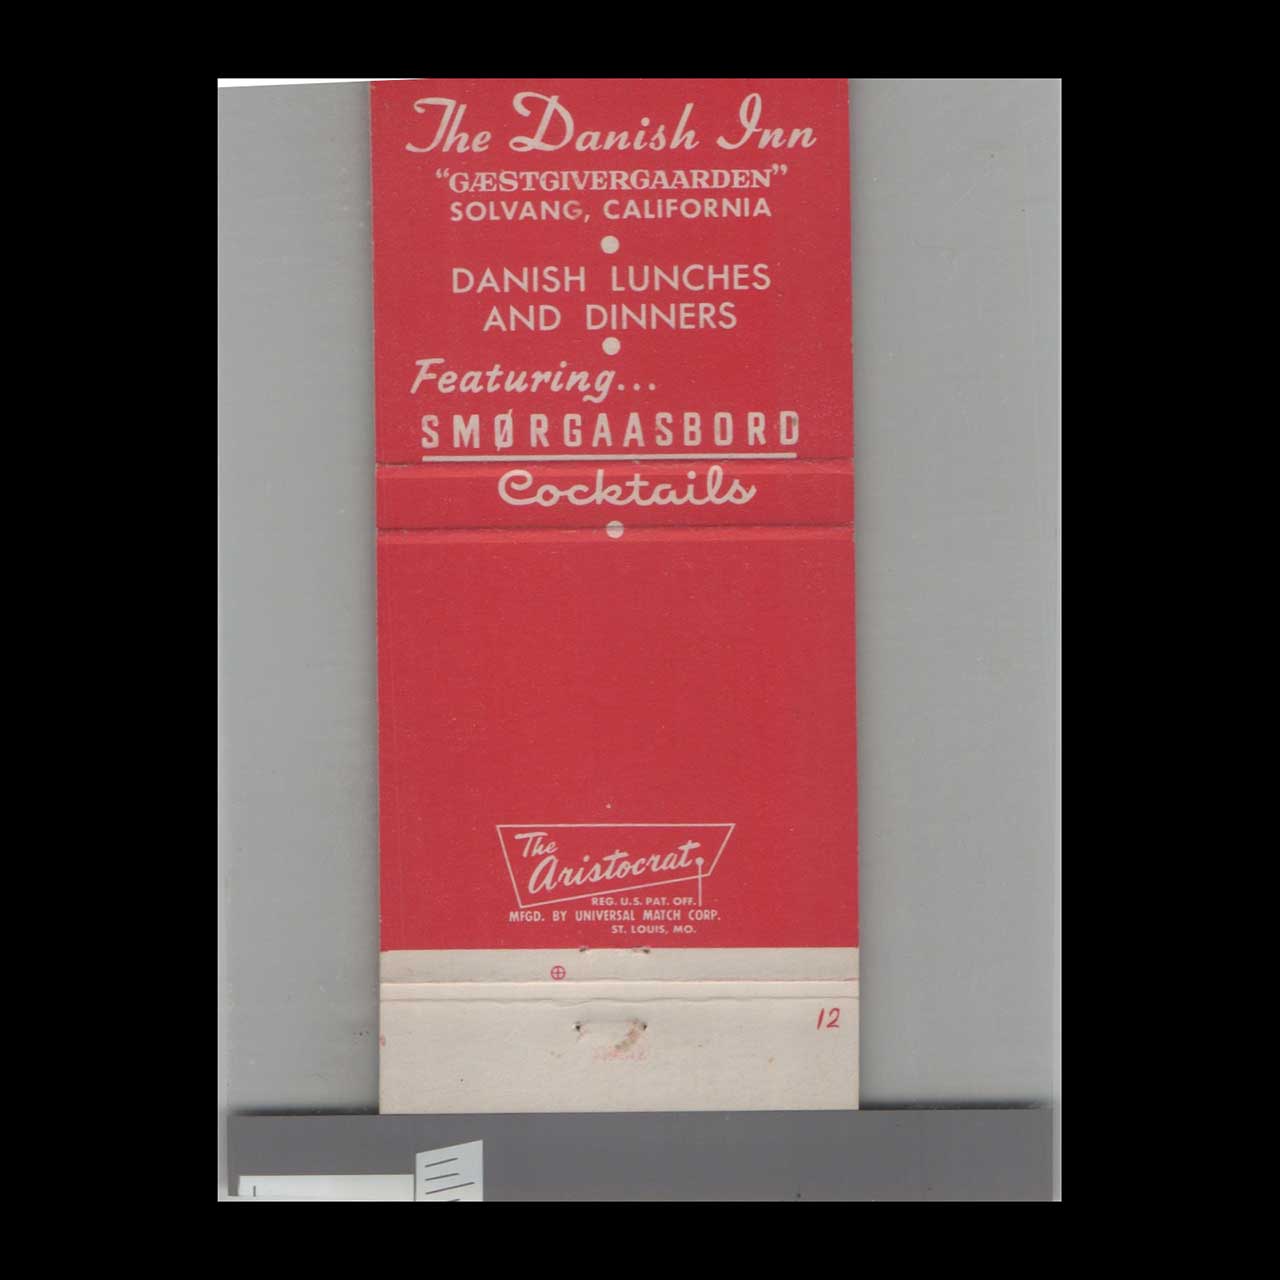 The Danish Inn
“GÆSTGIVERGAARDEN”
SOLVANG, CALIFORNIA
DANISH LUNCHES
AND DINNERS
Featuring...
SMØRGAASBORD
Cocktails
The
Aristocrat
REG. U.S. PAT. OFF.
MFGD. BY UNIVERSAL MATCH CORP.
ST. LOUIS, MO.
12